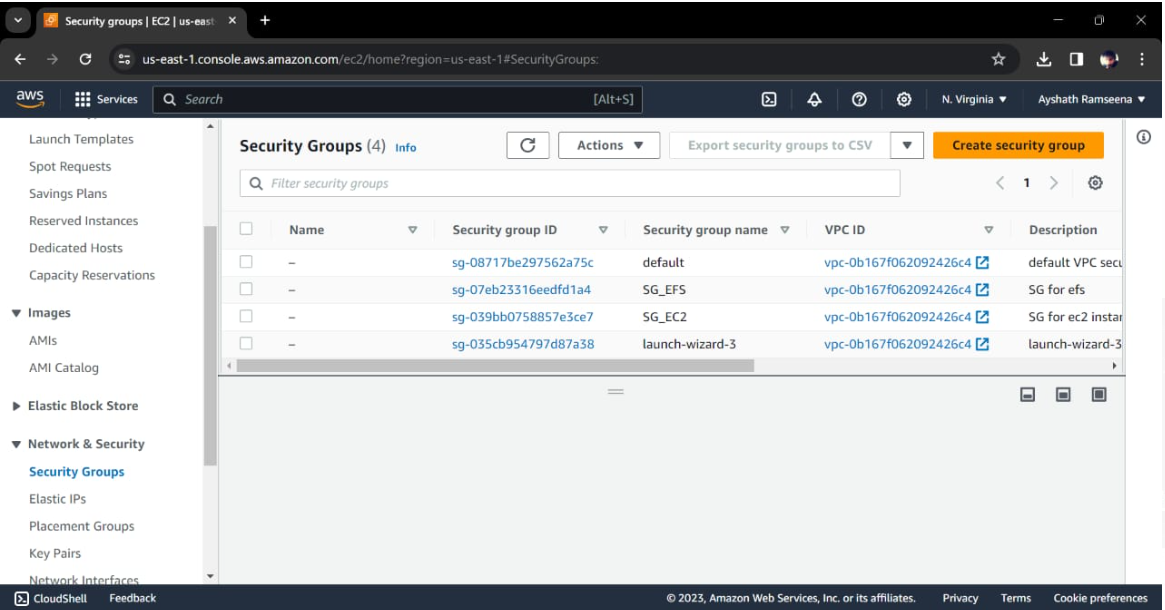 Security groups | EC2 | us-east-
us-east-1.console.aws.amazon.com/ec2/home?region=us-east-1#SecurityGroups:
aws Services Search [Alt+S] N. Virginia Ayshath Ramseena
Launch Templates
Spot Requests
Savings Plans
Reserved Instances
Dedicated Hosts
Capacity Reservations
Images
AMIs
AMI Catalog
Elastic Block Store
Network & Security
Security Groups
Elastic IPs
Placement Groups
Key Pairs
Network Interfaces
Security Groups (4) Info Actions Export security groups to CSV Create security group
Filter security groups 1
Name Security group ID Security group name VPC ID Description
– sg-08717be297562a75c default vpc-0b167f062092426c4 default VPC secu
– sg-07eb23316eedfd1a4 SG_EFS vpc-0b167f062092426c4 SG for efs
– sg-039bb0758857e3ce7 SG_EC2 vpc-0b167f062092426c4 SG for ec2 instar
– sg-035cb954797d87a38 launch-wizard-3 vpc-0b167f062092426c4 launch-wizard-3
CloudShell Feedback © 2023, Amazon Web Services, Inc. or its affiliates. Privacy Terms Cookie preferences